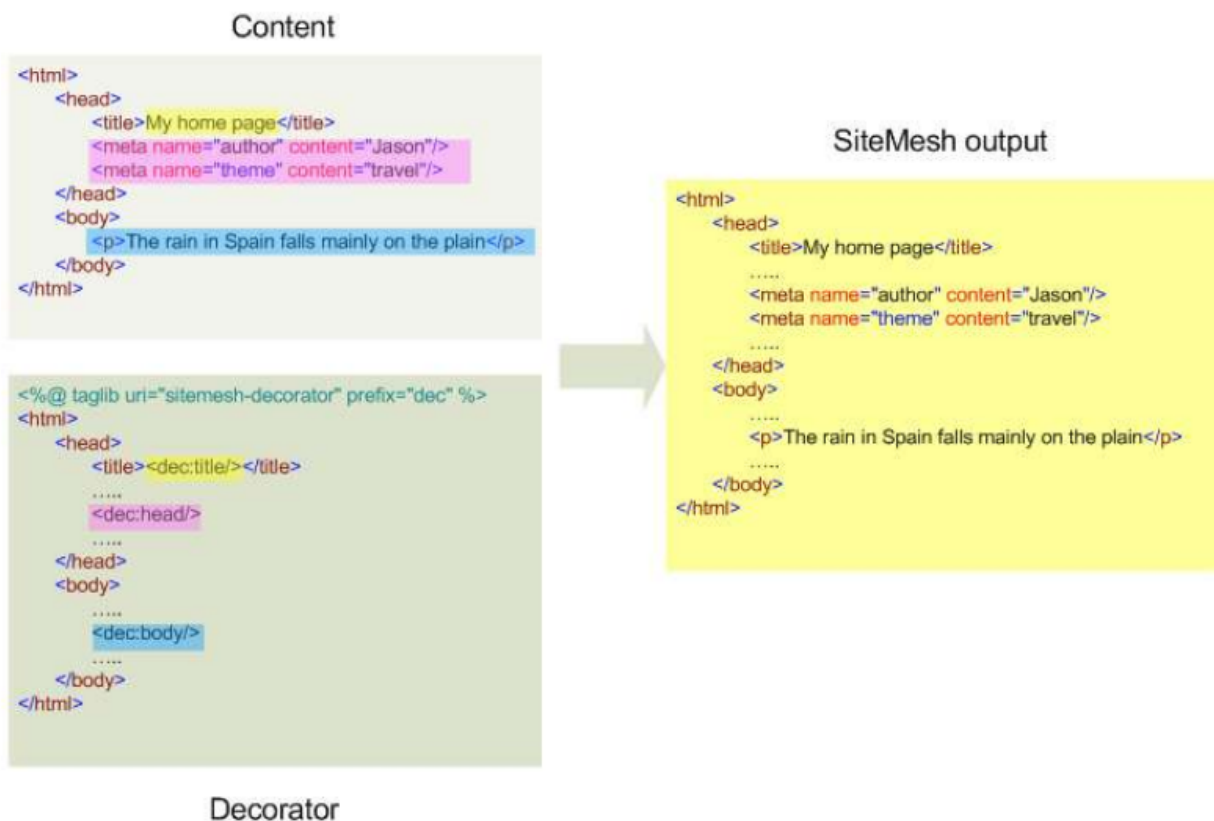 Content
<html>
<head>
<title>My home page</title>
<meta name="author" content="Jason"/>
<meta name="theme" content="travel"/>
</head>
<body>
<p>The rain in Spain falls mainly on the plain</p>
</body>
</html>
<%@ taglib uri="sitemesh-decorator" prefix="dec" %>
<html>
<head>
<title><dec:title/></title>
.....
<dec:head/>
.....
</head>
<body>
.....
<dec:body/>
.....
</body>
</html>
Decorator
SiteMesh output
<html>
<head>
<title>My home page</title>
.....
<meta name="author" content="Jason"/>
<meta name="theme" content="travel"/>
.....
</head>
<body>
.....
<p>The rain in Spain falls mainly on the plain</p>
.....
</body>
</html>